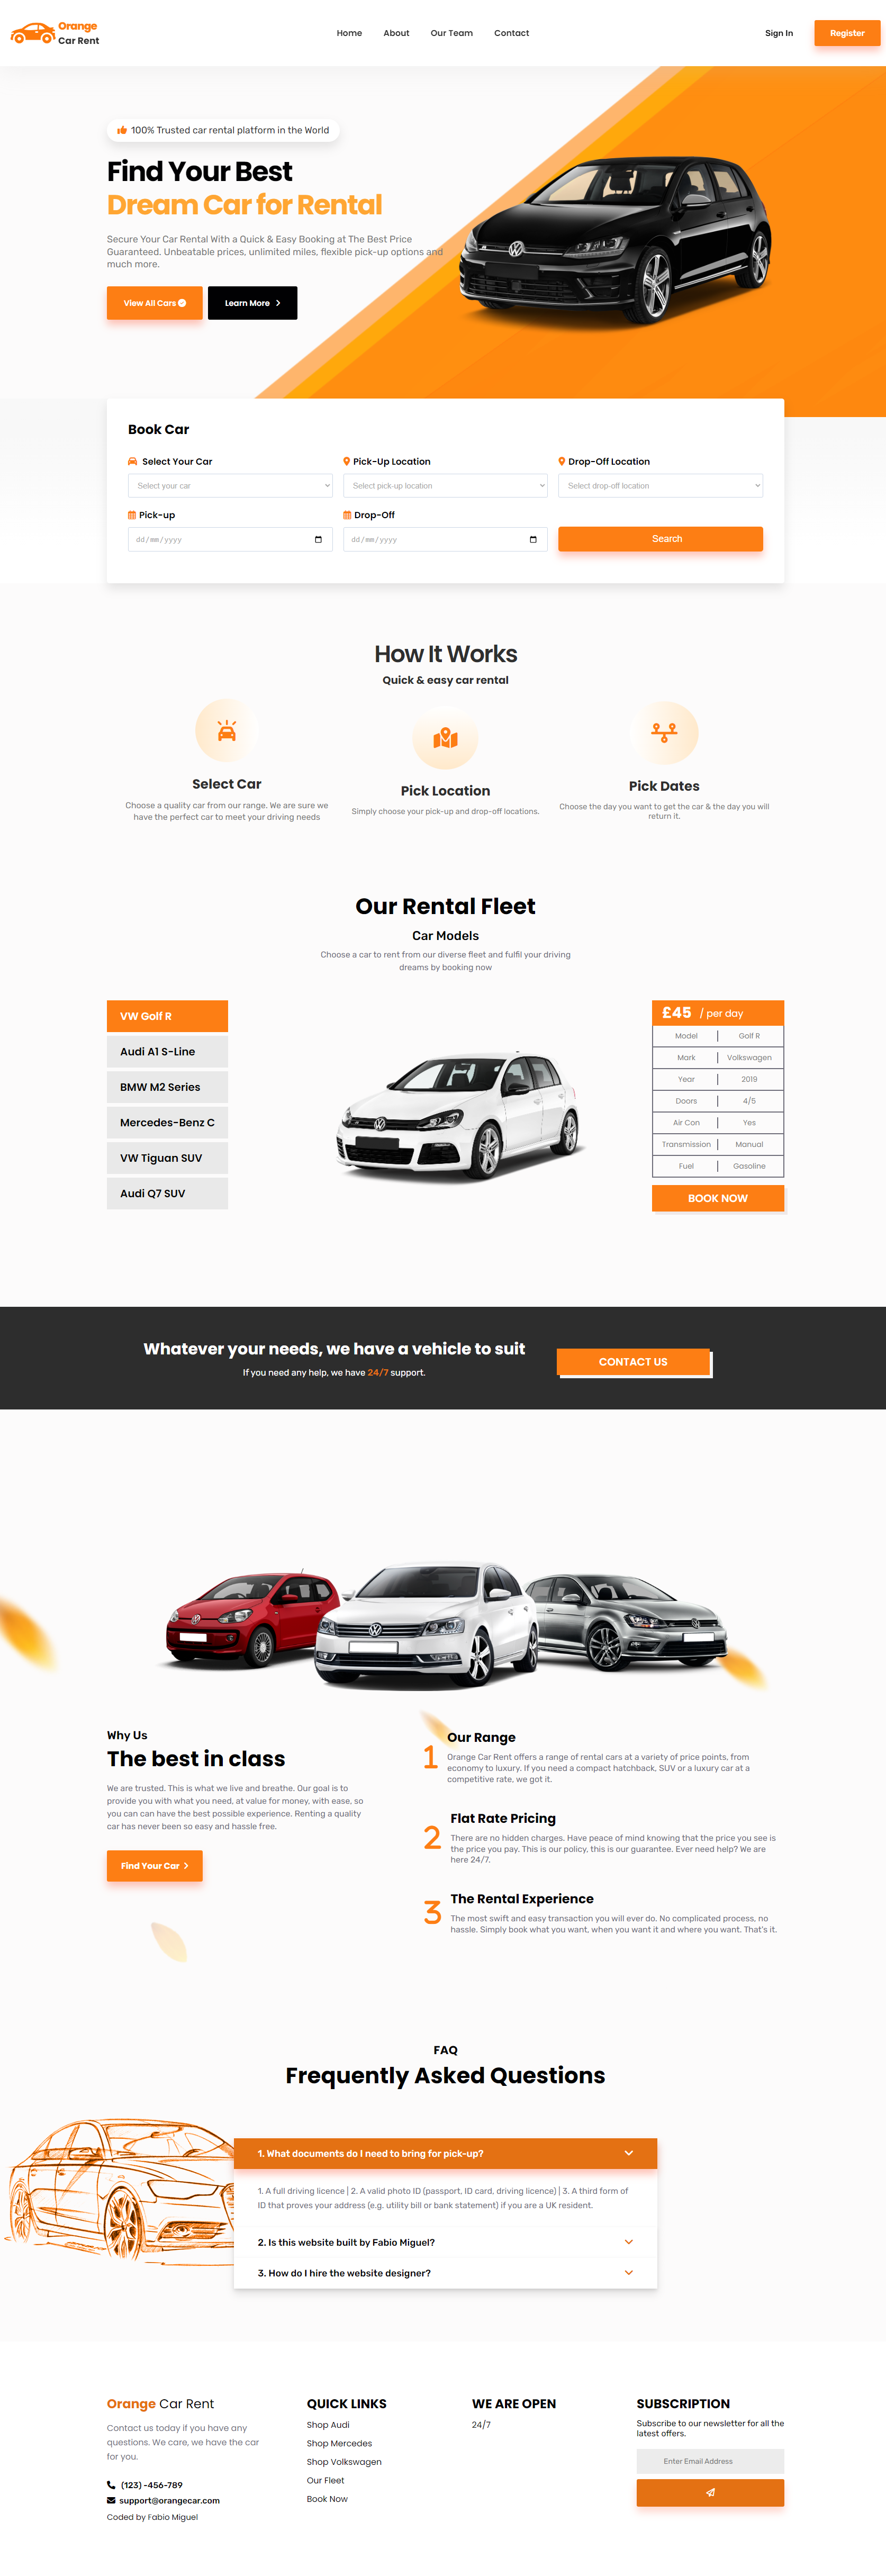 Orange
Car Rent
Home
About
Our Team
Contact
Sign In
Register
100% Trusted car rental platform in the World
Find Your Best
Dream Car for Rental
Secure Your Car Rental With a Quick & Easy Booking at The Best Price
Guaranteed. Unbeatable prices, unlimited miles, flexible pick-up options and
much more.
View All Cars
Learn More
Book Car
Select Your Car
Pick-Up Location
Drop-Off Location
Select your car
Select pick-up location
Select drop-off location
Pick-up
Drop-Off
dd/mm/yyyy
dd/mm/yyyy
Search
How It Works
Quick & easy car rental
Select Car
Choose a quality car from our range. We are sure we
have the perfect car to meet your driving needs
Pick Location
Simply choose your pick-up and drop-off locations.
Pick Dates
Choose the day you want to get the car & the day you will
return it.
Our Rental Fleet
Car Models
Choose a car to rent from our diverse fleet and fulfil your driving
dreams by booking now
VW Golf R
Audi A1 S-Line
BMW M2 Series
Mercedes-Benz C
VW Tiguan SUV
Audi Q7 SUV
£45 / per day
Model | Golf R
Mark | Volkswagen
Year | 2019
Doors | 4/5
Air Con | Yes
Transmission | Manual
Fuel | Gasoline
BOOK NOW
Whatever your needs, we have a vehicle to suit
If you need any help, we have 24/7 support.
CONTACT US
Why Us
The best in class
We are trusted. This is what we live and breathe. Our goal is to
provide you with what you need, at value for money, with ease, so
you can can have the best possible experience. Renting a quality
car has never been so easy and hassle free.
Find Your Car
1
Our Range
Orange Car Rent offers a range of rental cars at a variety of price points, from
economy to luxury. If you need a compact hatchback, SUV or a luxury car at a
competitive rate, we got it.
2
Flat Rate Pricing
There are no hidden charges. Have peace of mind knowing that the price you see is
the price you pay. This is our policy, this is our guarantee. Ever need help? We are
here 24/7.
3
The Rental Experience
The most swift and easy transaction you will ever do. No complicated process, no
hassle. Simply book what you want, when you want it and where you want. That's it.
FAQ
Frequently Asked Questions
1. What documents do I need to bring for pick-up?
1. A full driving licence | 2. A valid photo ID (passport, ID card, driving licence) | 3. A third form of
ID that proves your address (e.g. utility bill or bank statement) if you are a UK resident.
2. Is this website built by Fabio Miguel?
3. How do I hire the website designer?
Orange Car Rent
Contact us today if you have any
questions. We care, we have the car
for you.
(123) -456-789
support@orangecar.com
Coded by Fabio Miguel
QUICK LINKS
Shop Audi
Shop Mercedes
Shop Volkswagen
Our Fleet
Book Now
WE ARE OPEN
24/7
SUBSCRIPTION
Subscribe to our newsletter for all the
latest offers.
Enter Email Address